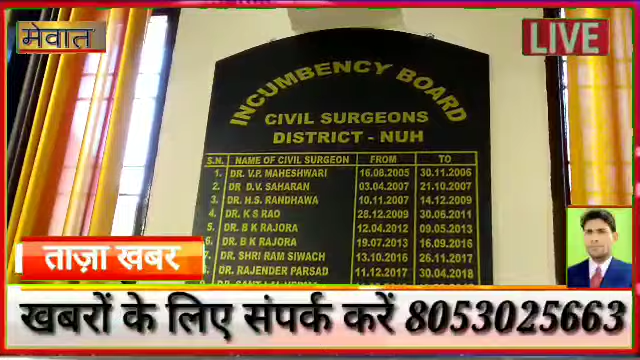 मेवात
LIVE
INCUMBENCY BOARD
CIVIL SURGEONS
DISTRICT - NUH
S.N. NAME OF CIVIL SURGEON FROM TO
1. DR. V.P. MAHESHWARI 16.08.2005 30.11.2006
2. DR D.V. SAHARAN 03.04.2007 21.10.2007
3. DR. H.S. RANDHAWA 10.11.2007 14.12.2009
4. DR. K S RAO 28.12.2009 30.06.2011
5. DR. B K RAJORA 12.04.2012 09.05.2013
6. DR. B K RAJORA 19.07.2013 16.09.2016
7. DR. SHRI RAM SIWACH 13.10.2016 26.11.2017
DR. RAJENDER PARSAD 11.12.2017 30.04.2018
ताज़ा खबर
खबरों के लिए संपर्क करें 8053025663